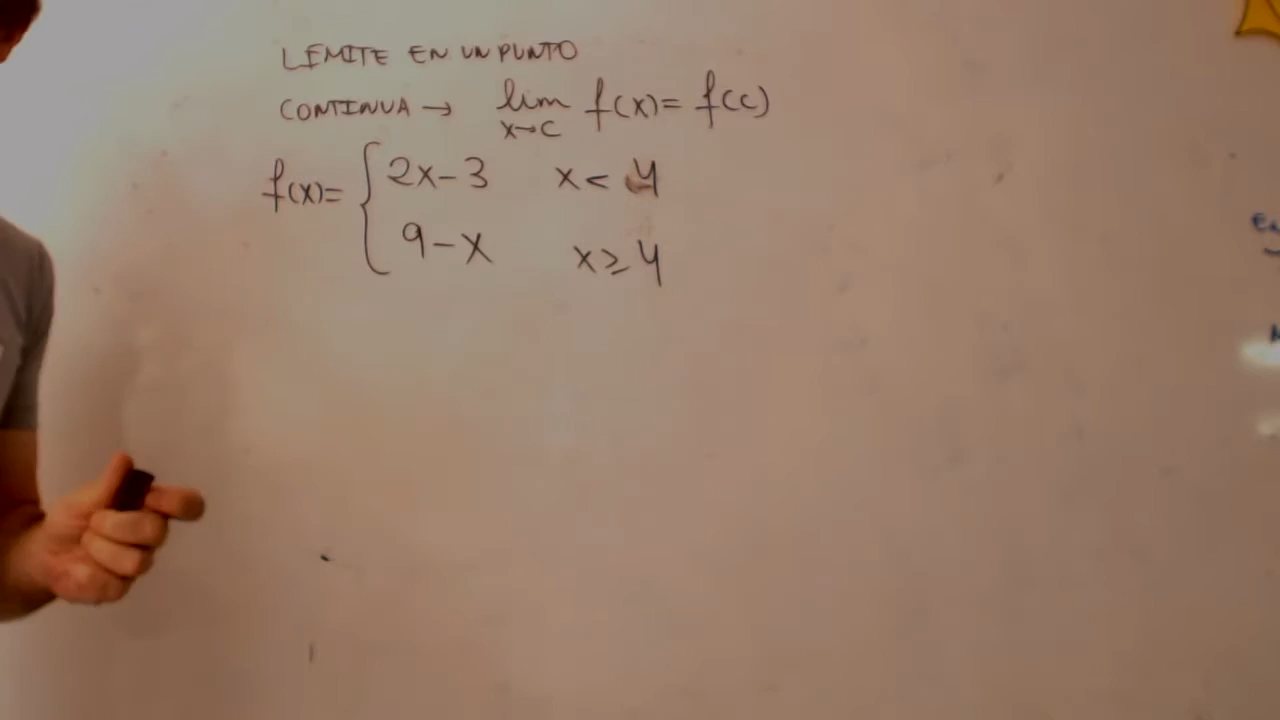 LÍMITE EN UN PUNTO
CONTINUA → lim x→c f(x) = f(c)
f(x) = { 2x-3 x < 4
9-x x ≥ 4